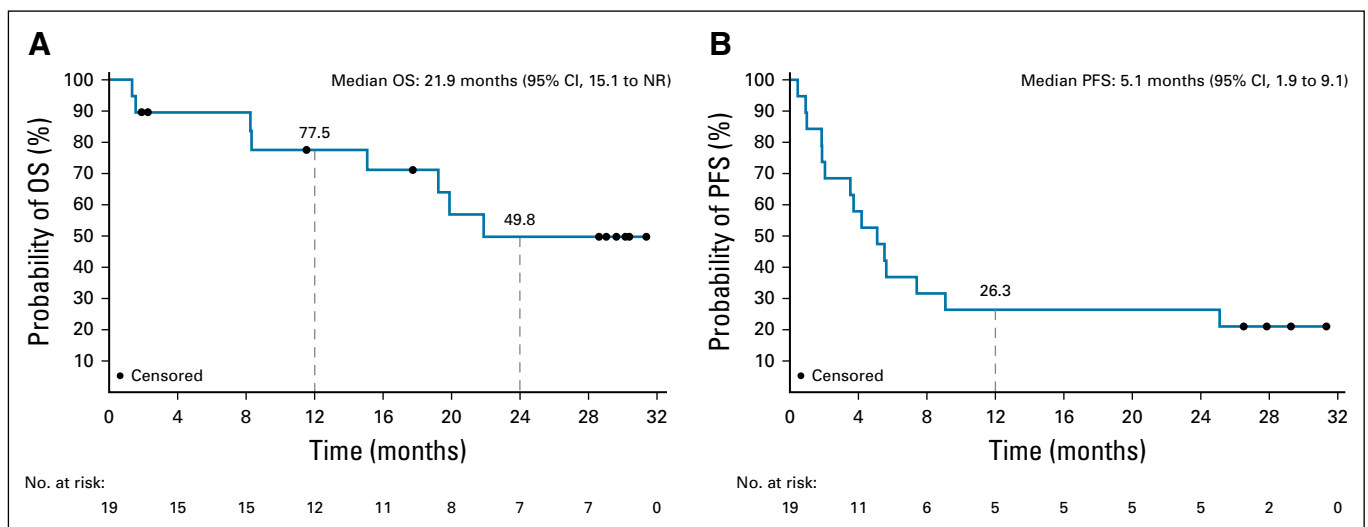 A
Median OS: 21.9 months (95% CI, 15.1 to NR)
Probability of OS (%)
100
90
80
70
60
50
40
30
20
10
77.5
49.8
Censored
0 4 8 12 16 20 24 28 32
Time (months)
No. at risk:
19 15 15 12 11 8 7 7 0
B
Median PFS: 5.1 months (95% CI, 1.9 to 9.1)
Probability of PFS (%)
100
90
80
70
60
50
40
30
20
10
26.3
Censored
0 4 8 12 16 20 24 28 32
Time (months)
No. at risk:
19 11 6 5 5 5 5 2 0